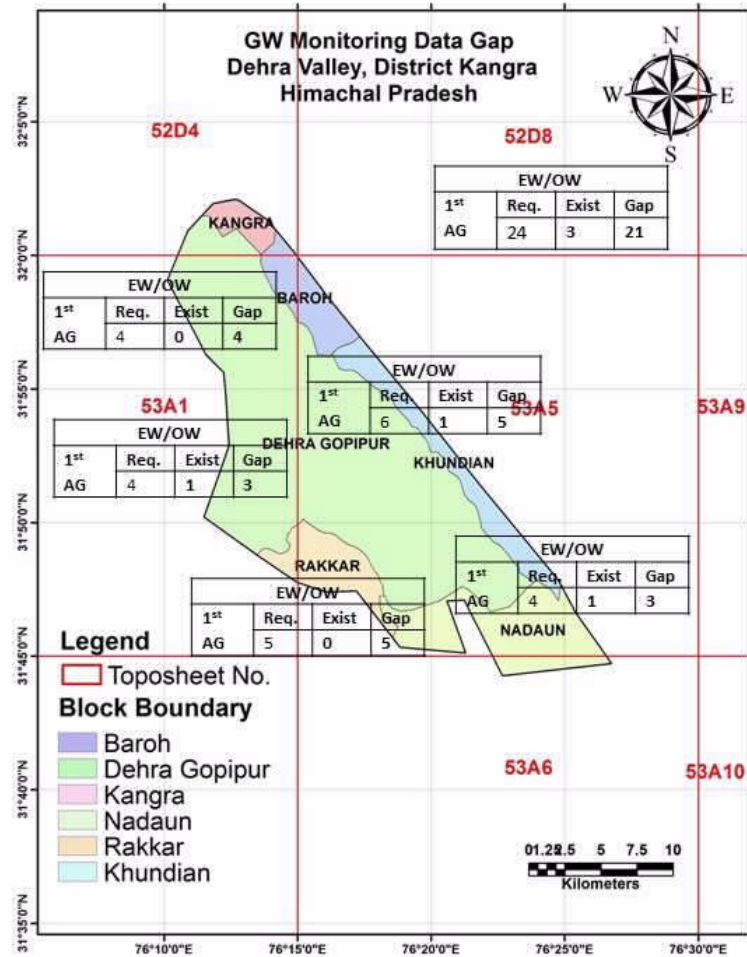 GW Monitoring Data Gap
Dehra Valley, District Kangra
Himachal Pradesh
N
W E
S
52D4 52D8
EW/OW
1st AG Req. Exist Gap
24 3 21
KANGRA
BAROH
EW/OW
1st AG Req. Exist Gap
4 0 4
EW/OW
1st AG Req. Exist Gap
6 1 5
53A1 53A5 53A9
EW/OW
1st AG Req. Exist Gap
4 1 3
DEHRA GOPIPUR
KHUNDIAN
EW/OW
1st AG Req. Exist Gap
4 1 3
RAKKAR
EW/OW
1st AG Req. Exist Gap
5 0 5
NADAUN
Legend
Toposheet No.
Block Boundary
Baroh
Dehra Gopipur
Kangra
Nadaun
Rakkar
Khundian
53A6 53A10
5 7.5 10
Kilometers
32°5'0"N
32°0'0"N
31°55'0"N
31°50'0"N
31°45'0"N
31°40'0"N
31°35'0"N
76°10'0"E 76°15'0"E 76°20'0"E 76°25'0"E 76°30'0"E